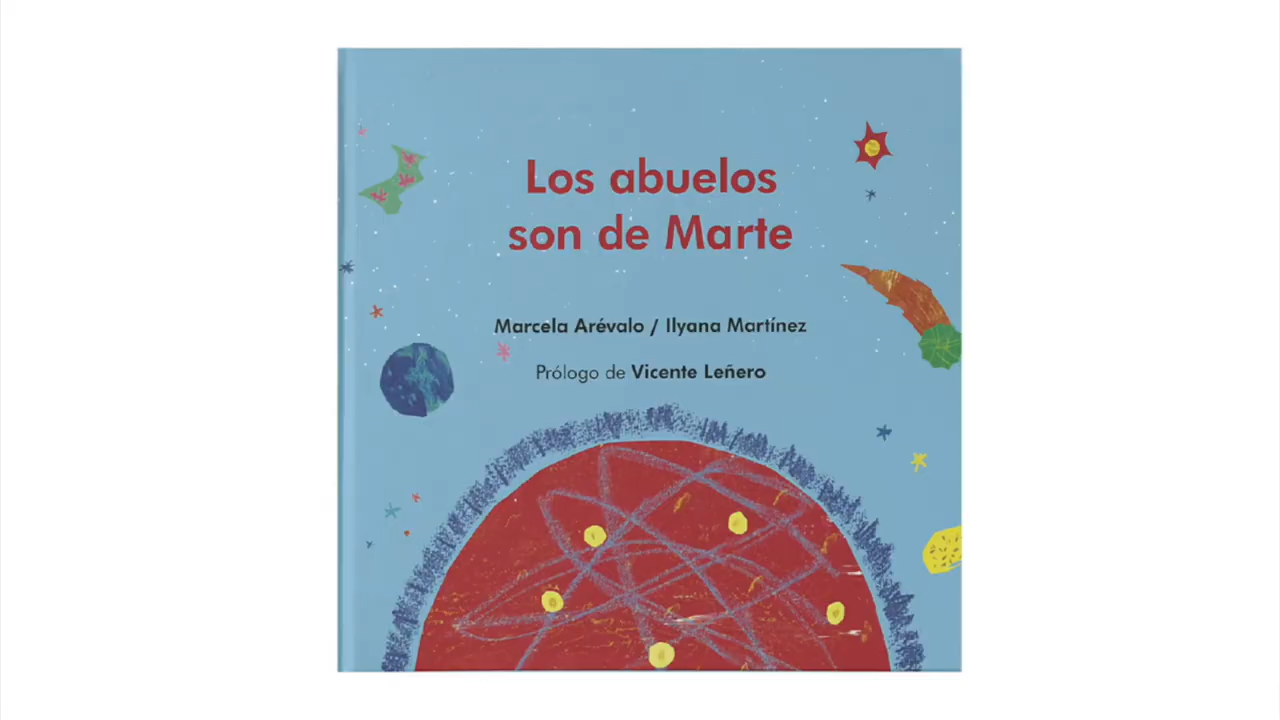 Los abuelos
son de Marte
Marcela Arévalo / Ilyana Martínez
Prólogo de Vicente Leñero